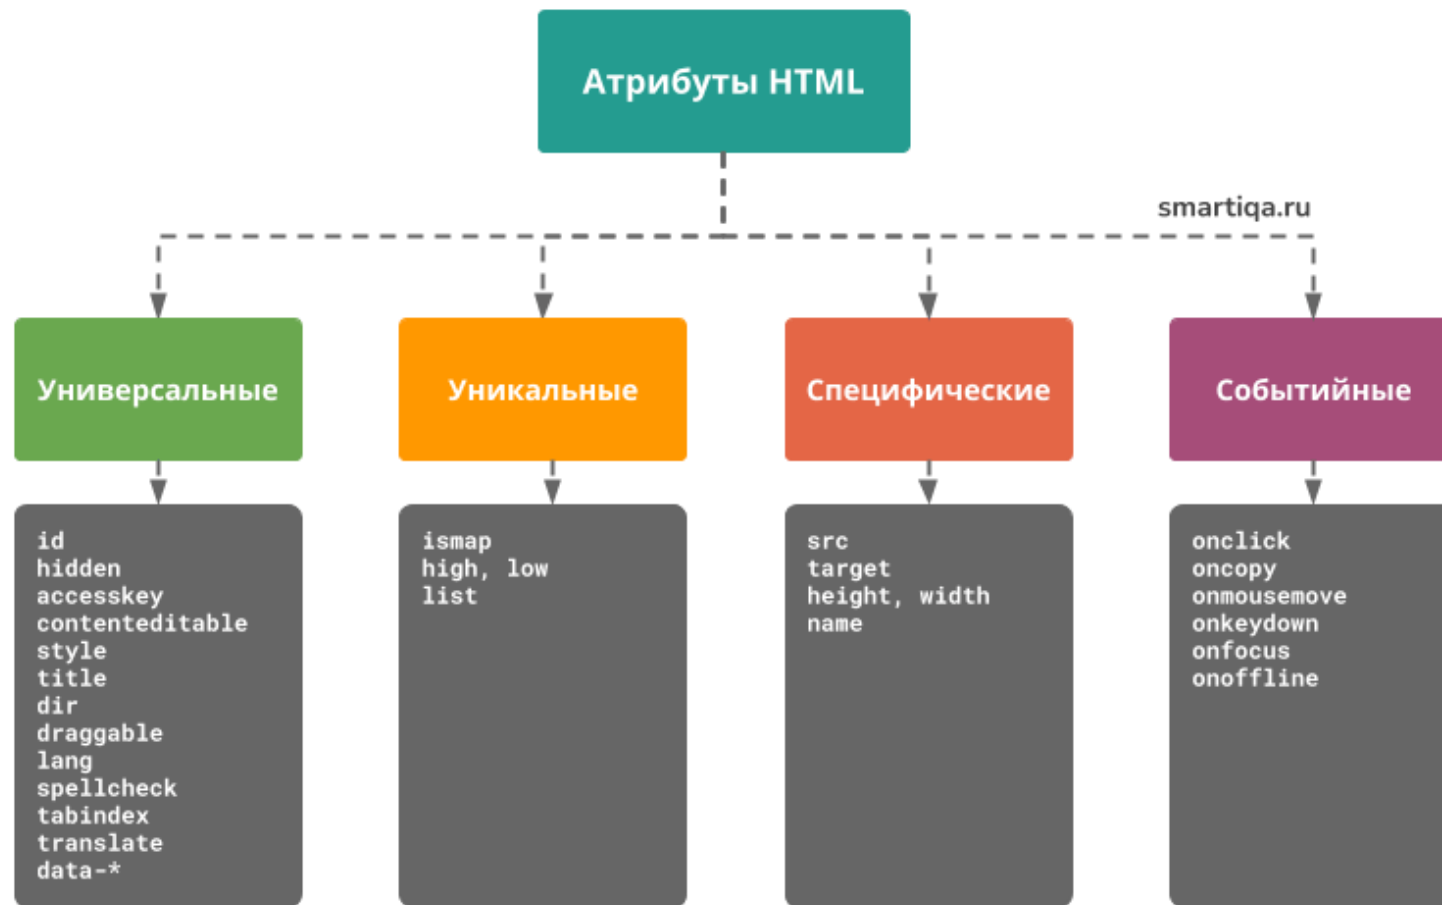 Атрибуты HTML
smartiqa.ru
Универсальные
Уникальные
Специфические
Событийные
id
hidden
accesskey
contenteditable
style
title
dir
draggable
lang
spellcheck
tabindex
translate
data-*
ismap
high, low
list
src
target
height, width
name
onclick
oncopy
onmousemove
onkeydown
onfocus
onoffline